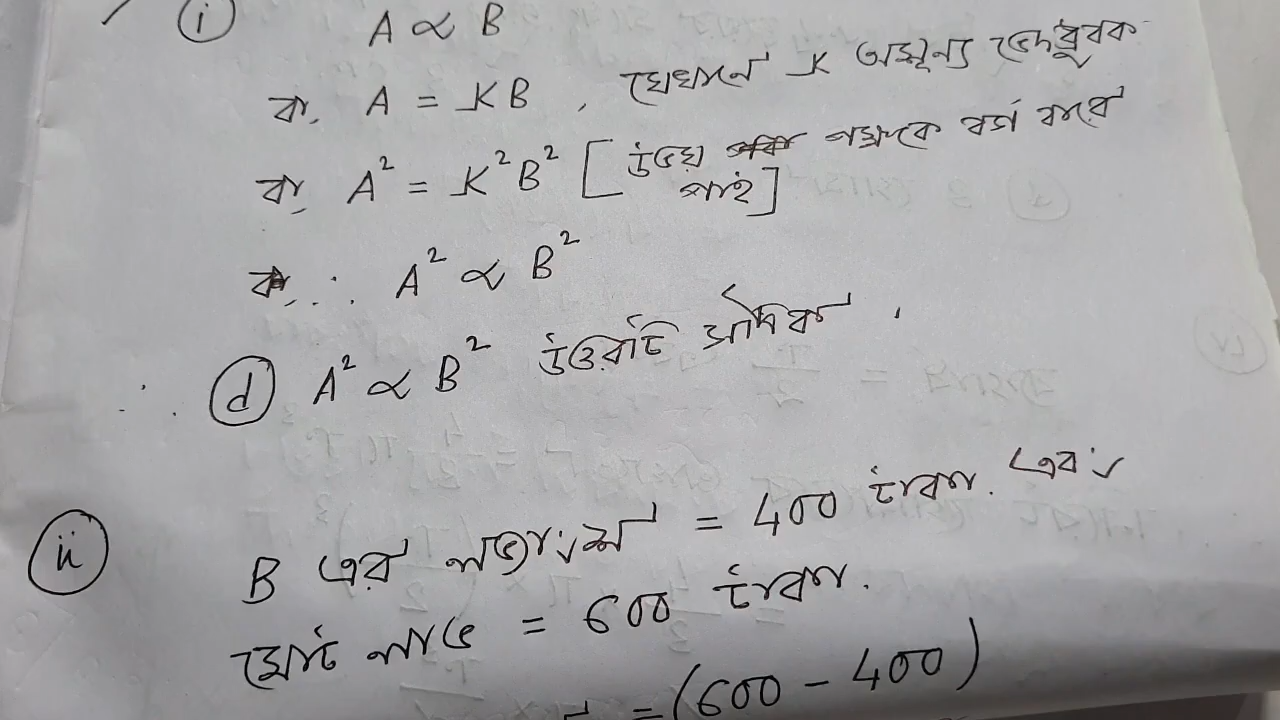 (i) A ∝ B
বা, A = KB , যেখানে K অশূন্য ভেদধ্রুবক
বা, A² = K²B² [উভয় পক্ষকে বর্গ করে
পাই]
∴ A² ∝ B²
∴ (d) A² ∝ B² উত্তরটি সঠিক .
(ii) B এর লভ্যাংশ = 400 টাকা. এবং
মোট লাভ = 600 টাকা.
= (600 - 400)